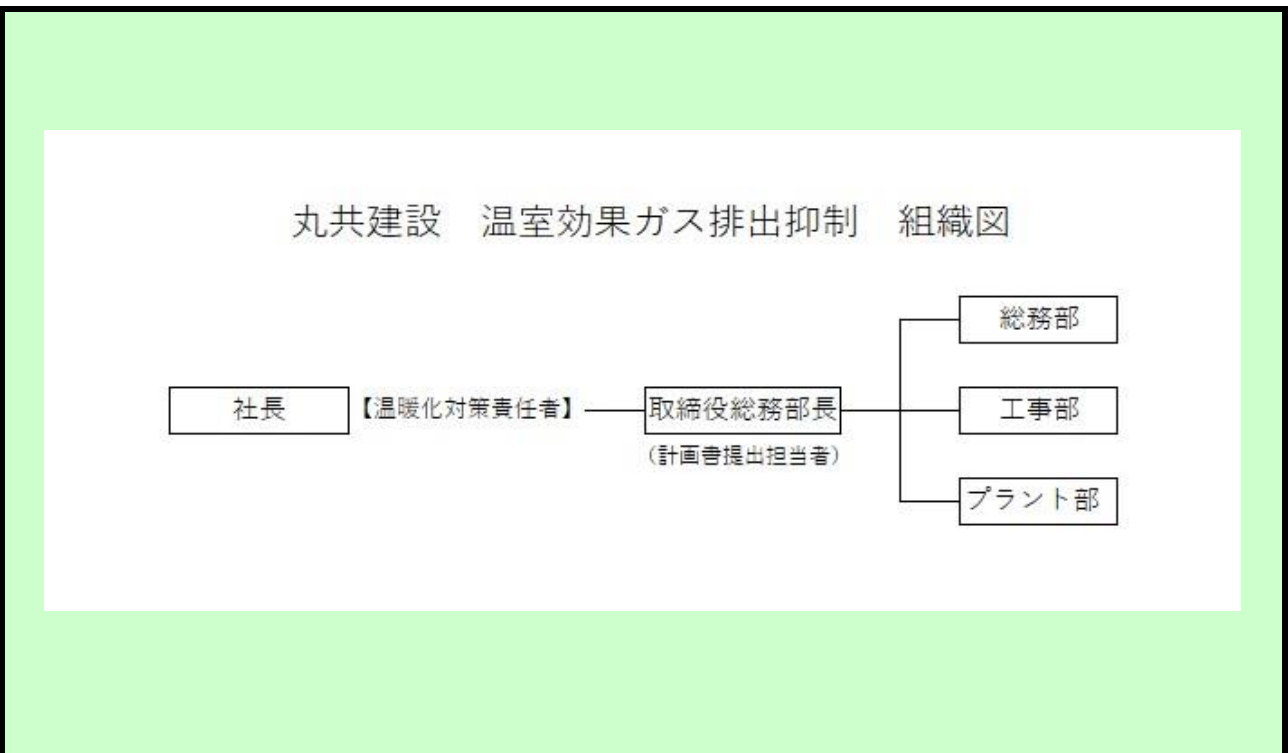 丸共建設　温室効果ガス排出抑制　組織図
総務部
社長
【温暖化対策責任者】
取締役総務部長
工事部
（計画書提出担当者）
プラント部